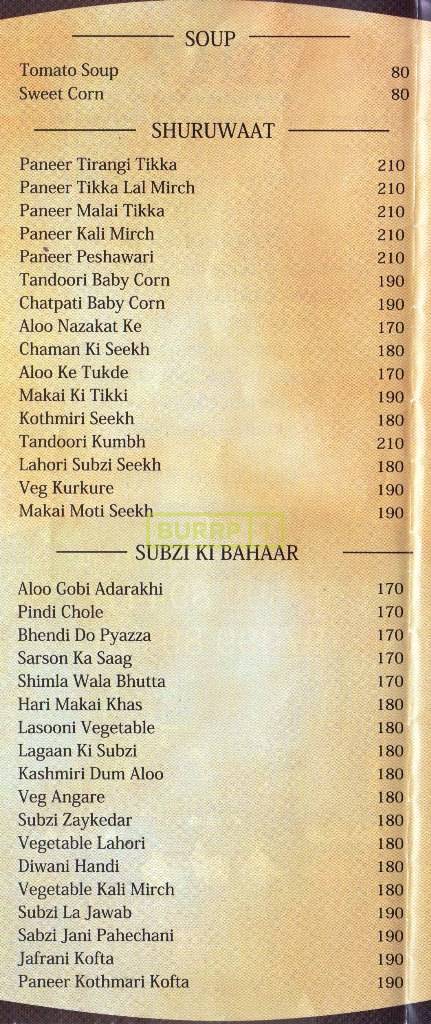 SOUP
Tomato Soup 80
Sweet Corn 80
SHURUWAAT
Paneer Tirangi Tikka 210
Paneer Tikka Lal Mirch 210
Paneer Malai Tikka 210
Paneer Kali Mirch 210
Paneer Peshawari 210
Tandoori Baby Corn 190
Chatpati Baby Corn 190
Aloo Nazakat Ke 170
Chaman Ki Seekh 180
Aloo Ke Tukde 170
Makai Ki Tikki 190
Kothmiri Seekh 180
Tandoori Kumbh 210
Lahori Subzi Seekh 180
Veg Kurkure 190
Makai Moti Seekh 190
BURRP
SUBZI KI BAHAAR
Aloo Gobi Adarakhi 170
Pindi Chole 170
Bhendi Do Pyazza 170
Sarson Ka Saag 170
Shimla Wala Bhutta 170
Hari Makai Khas 180
Lasooni Vegetable 180
Lagaan Ki Subzi 180
Kashmiri Dum Aloo 180
Veg Angare 180
Subzi Zaykedar 180
Vegetable Lahori 180
Diwani Handi 180
Vegetable Kali Mirch 180
Subzi La Jawab 190
Sabzi Jani Pahechani 190
Jafrani Kofta 190
Paneer Kothmari Kofta 190